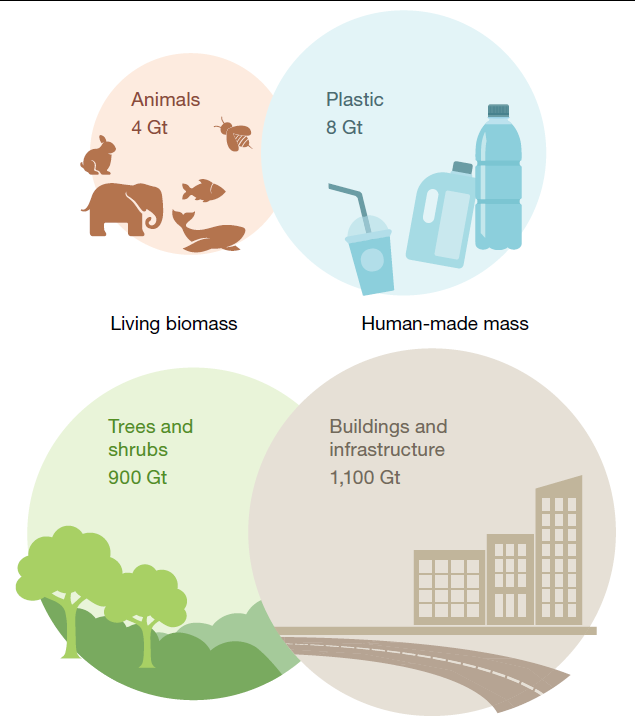 Animals
4 Gt
Plastic
8 Gt
Living biomass
Human-made mass
Trees and
shrubs
900 Gt
Buildings and
infrastructure
1,100 Gt